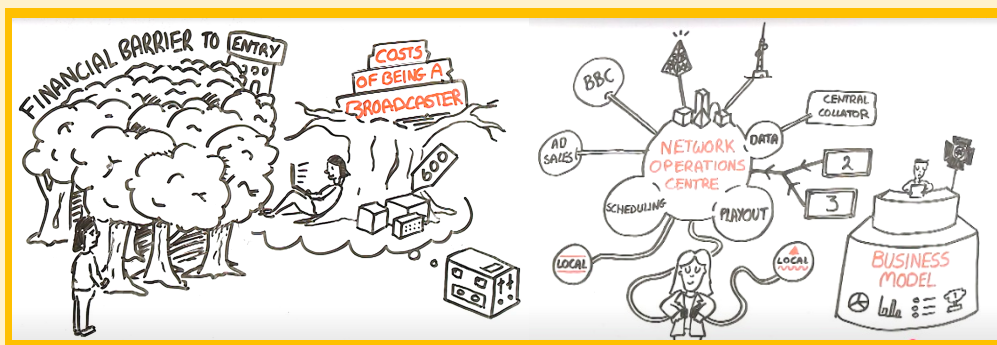 FINANCIAL BARRIER TO ENTRY
COSTS
OF BEING A
BROADCASTER
BBC
AD
SALES
NETWORK
OPERATIONS
CENTRE
DATA
CENTRAL
COLLATOR
2
3
SCHEDULING
PLAYOUT
LOCAL
LOCAL
BUSINESS
MODEL
1